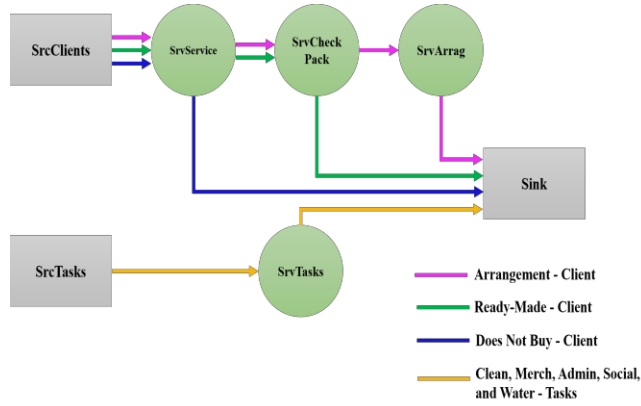 SrcClients
SrvService
SrvCheck
Pack
SrvArrag
Sink
SrcTasks
SrvTasks
Arrangement - Client
Ready-Made - Client
Does Not Buy - Client
Clean, Merch, Admin, Social,
and Water - Tasks